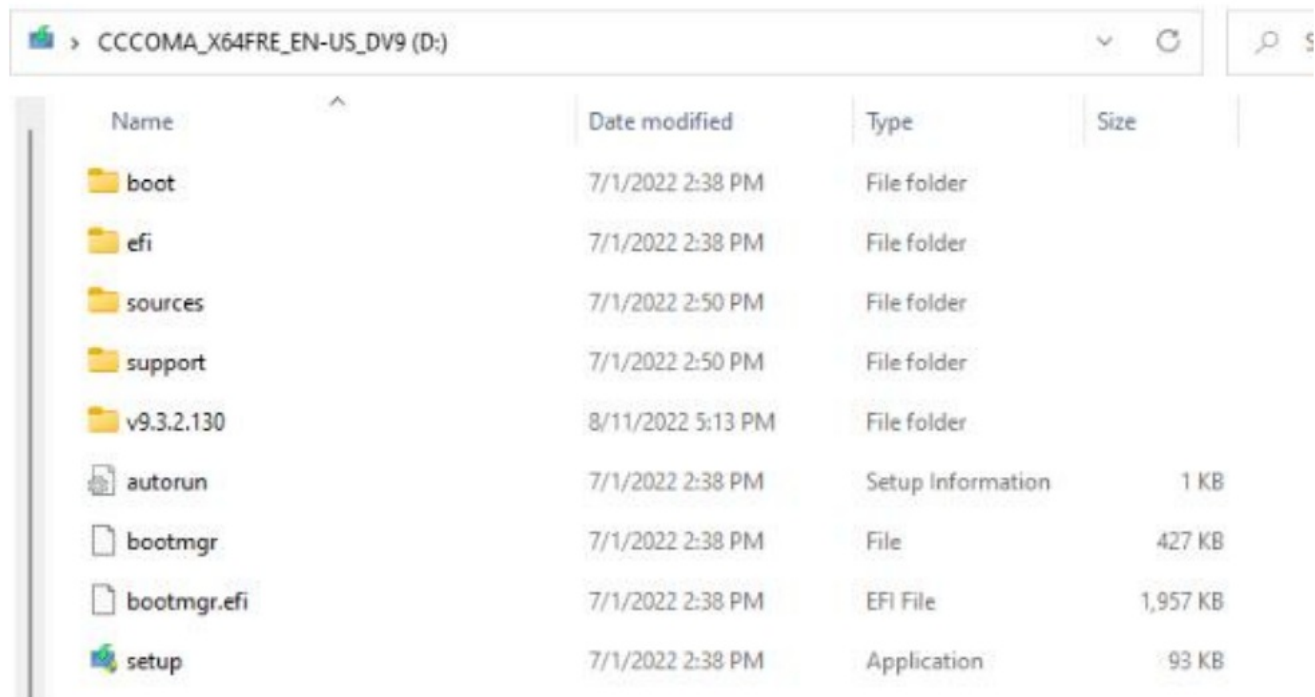 > CCCOMA_X64FRE_EN-US_DV9 (D:)
Name Date modified Type Size
boot 7/1/2022 2:38 PM File folder
efi 7/1/2022 2:38 PM File folder
sources 7/1/2022 2:50 PM File folder
support 7/1/2022 2:50 PM File folder
v9.3.2.130 8/11/2022 5:13 PM File folder
autorun 7/1/2022 2:38 PM Setup Information 1 KB
bootmgr 7/1/2022 2:38 PM File 427 KB
bootmgr.efi 7/1/2022 2:38 PM EFI File 1,957 KB
setup 7/1/2022 2:38 PM Application 93 KB